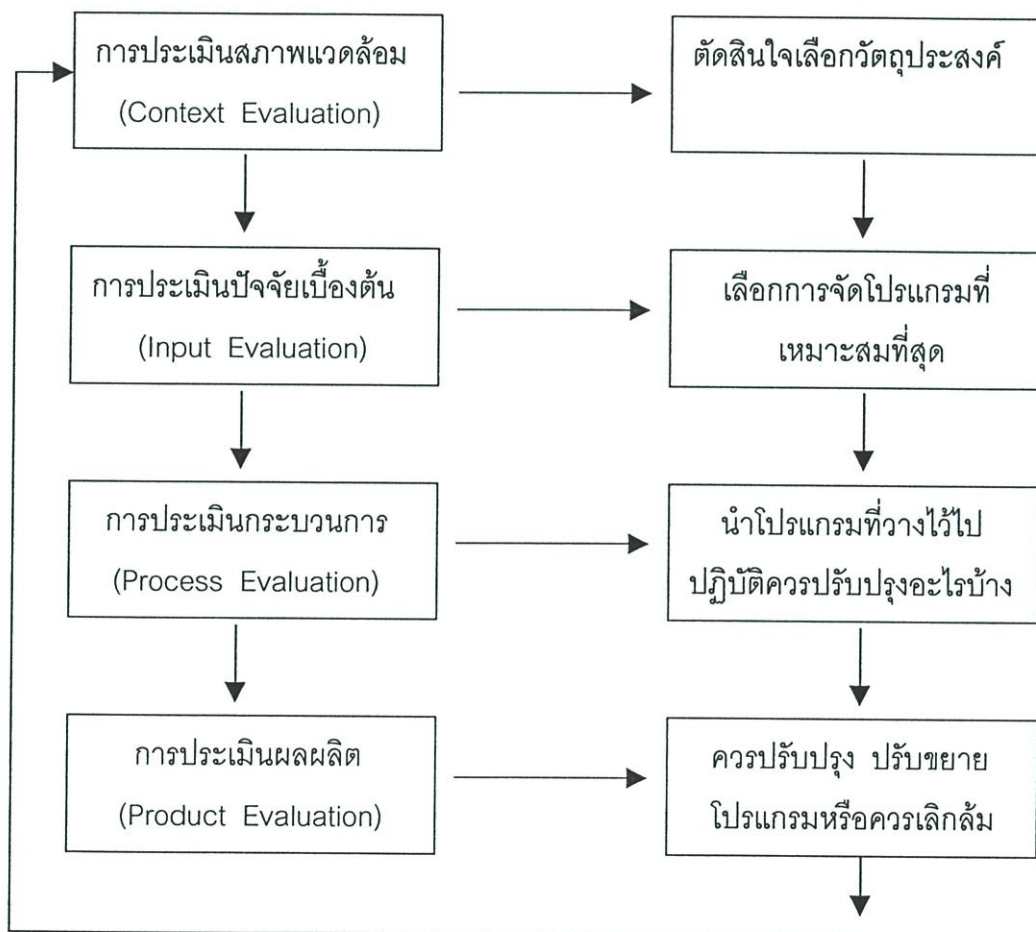 การประเมินสภาพแวดล้อม
(Context Evaluation)
ตัดสินใจเลือกวัตถุประสงค์
การประเมินปัจจัยเบื้องต้น
(Input Evaluation)
เลือกการจัดโปรแกรมที่
เหมาะสมที่สุด
การประเมินกระบวนการ
(Process Evaluation)
นำโปรแกรมที่วางไว้ไป
ปฏิบัติควรปรับปรุงอะไรบ้าง
การประเมินผลผลิต
(Product Evaluation)
ควรปรับปรุง ปรับขยาย
โปรแกรมหรือควรเลิกล้ม